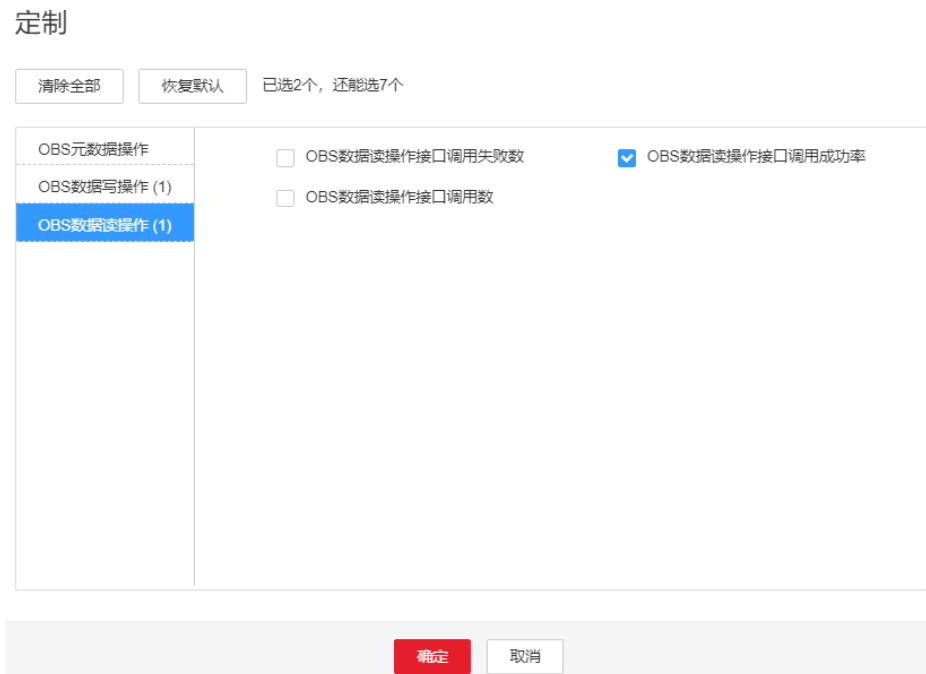 定制
清除全部 恢复默认 已选2个，还能选7个
OBS元数据操作
OBS数据写操作 (1)
OBS数据读操作 (1)
OBS数据读操作接口调用失败数 OBS数据读操作接口调用成功率
OBS数据读操作接口调用数
确定 取消